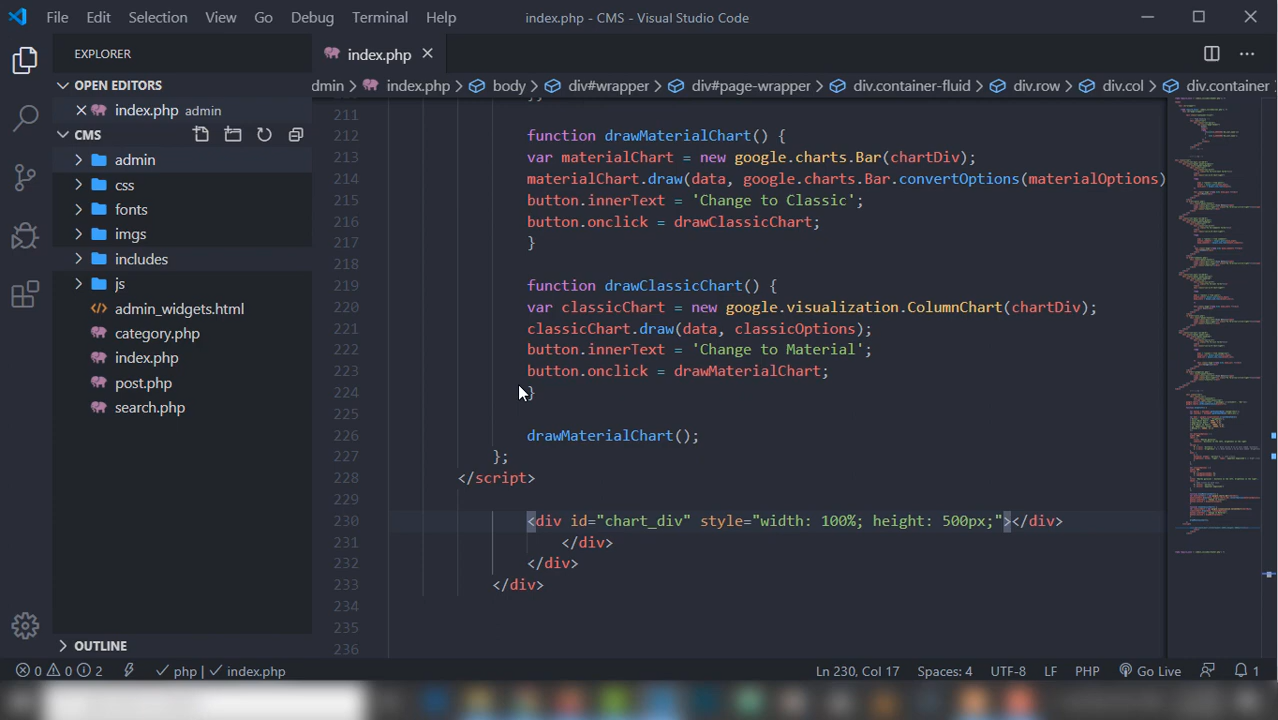 File Edit Selection View Go Debug Terminal Help index.php - CMS - Visual Studio Code
EXPLORER
index.php
OPEN EDITORS
index.php admin
CMS
admin
css
fonts
imgs
includes
js
admin_widgets.html
category.php
index.php
post.php
search.php
OUTLINE
dmin > index.php > body > div#wrapper > div#page-wrapper > div.container-fluid > div.row > div.col > div.container
211
212 function drawMaterialChart() {
213 var materialChart = new google.charts.Bar(chartDiv);
214 materialChart.draw(data, google.charts.Bar.convertOptions(materialOptions)
215 button.innerText = 'Change to Classic';
216 button.onclick = drawClassicChart;
217 }
218
219 function drawClassicChart() {
220 var classicChart = new google.visualization.ColumnChart(chartDiv);
221 classicChart.draw(data, classicOptions);
222 button.innerText = 'Change to Material';
223 button.onclick = drawMaterialChart;
224 }
225
226 drawMaterialChart();
227 };
228 </script>
229
230 <div id="chart_div" style="width: 100%; height: 500px;"></div>
231 </div>
232 </div>
233 </div>
234
235
236
0 0 2 php | index.php Ln 230, Col 17 Spaces: 4 UTF-8 LF PHP Go Live 1